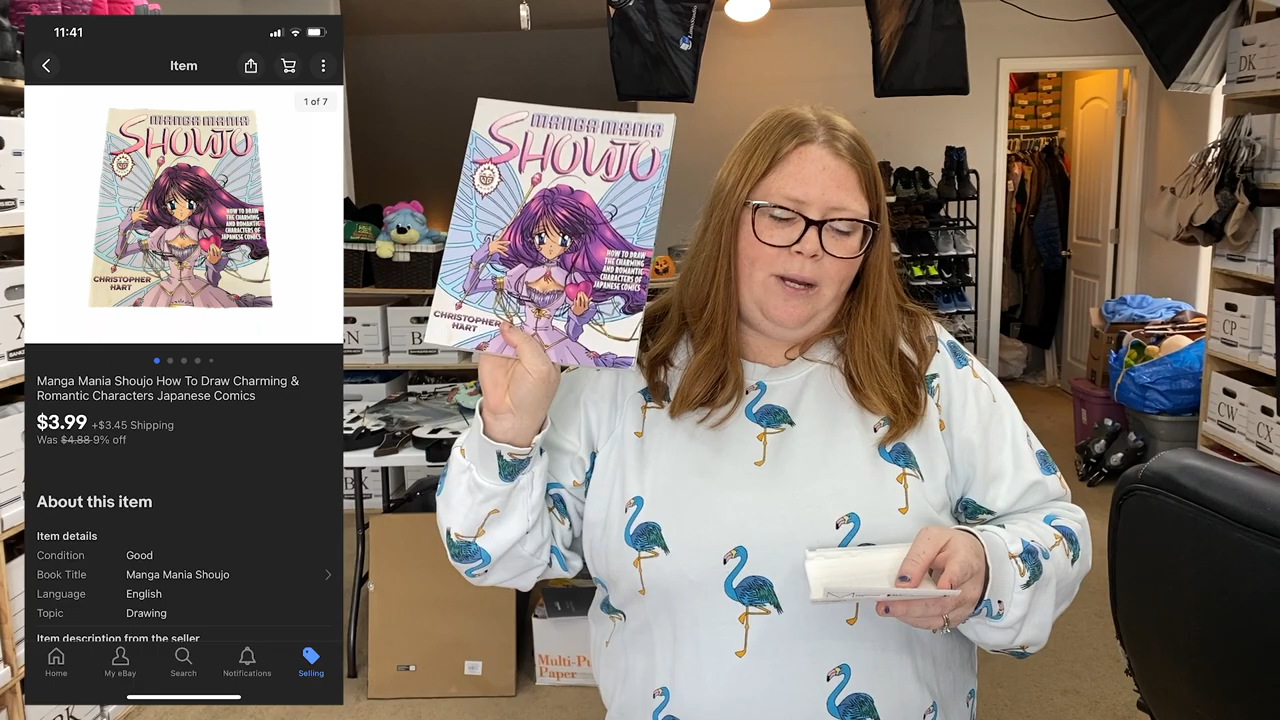 11:41
Item
1 of 7
MANGA MANIA
SHOUJO
HOW TO DRAW
THE CHARMING
AND ROMANTIC
CHARACTERS OF
JAPANESE COMICS
CHRISTOPHER
HART
Manga Mania Shoujo How To Draw Charming &
Romantic Characters Japanese Comics
$3.99 +$3.45 Shipping
Was $4.88 9% off
About this item
Item details
Condition Good
Book Title Manga Mania Shoujo
Language English
Topic Drawing
Item description from the seller
Home
My eBay
Search
Notifications
Selling
MANGA MANIA
SHOUJO
HOW TO DRAW
THE CHARMING
AND ROMANTIC
CHARACTERS OF
JAPANESE COMICS
CHRISTOPHER
HART
BN
BX
DK
CP
CW
CX
Multi-Pu
Paper